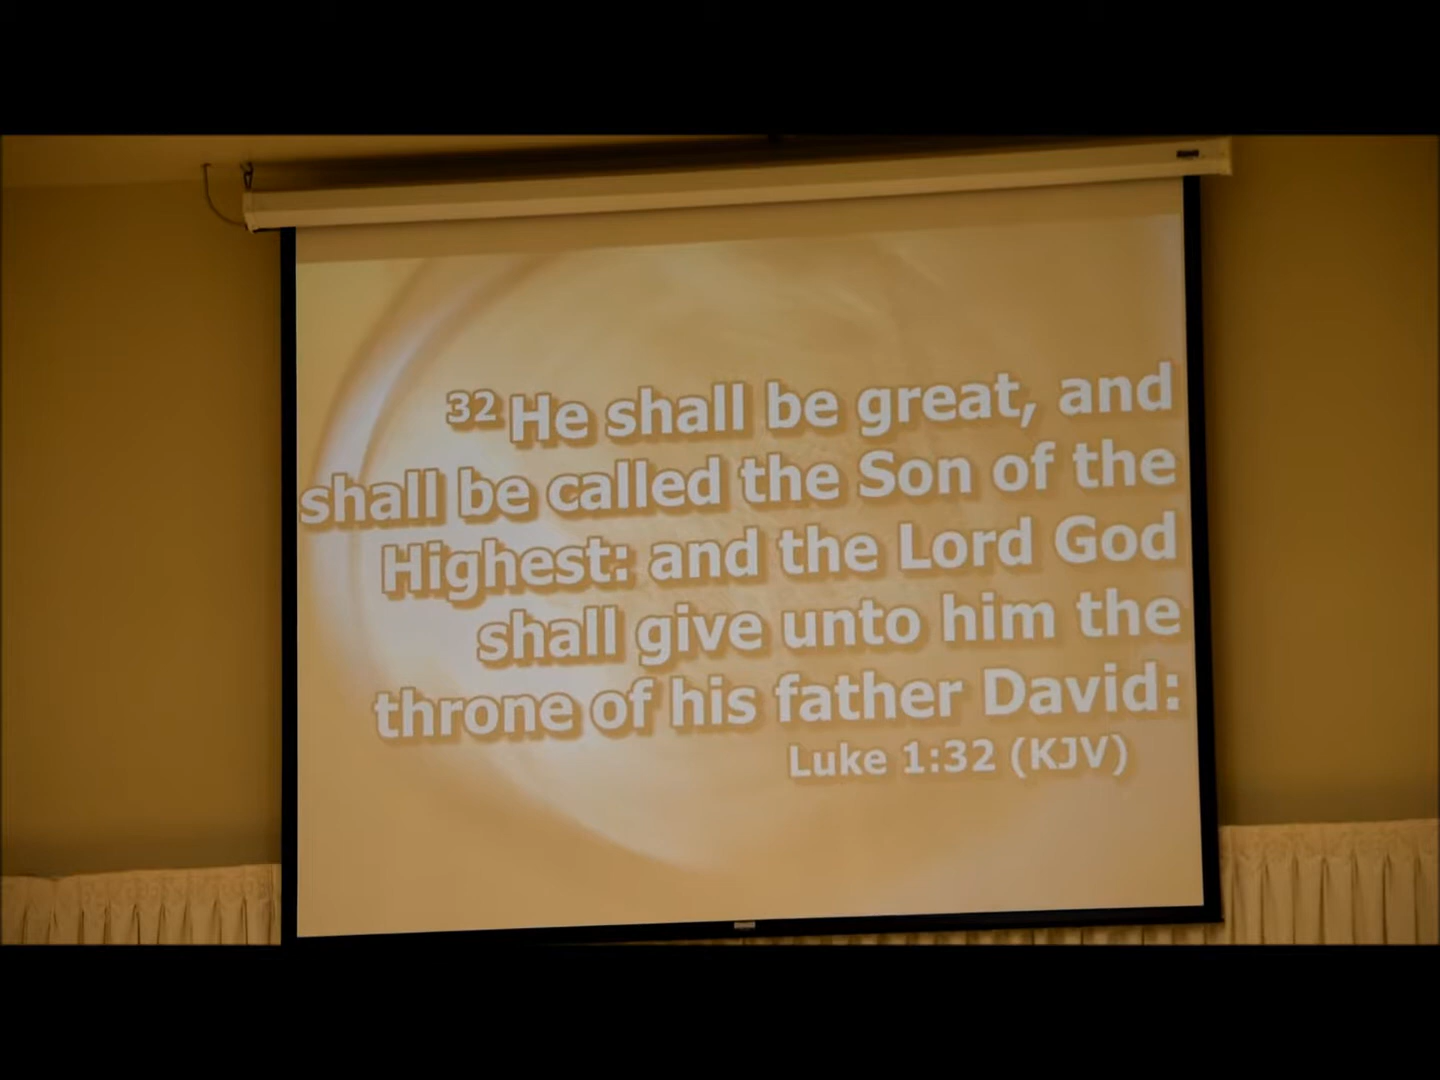 32 He shall be great, and
shall be called the Son of the
Highest: and the Lord God
shall give unto him the
throne of his father David:
Luke 1:32 (KJV)